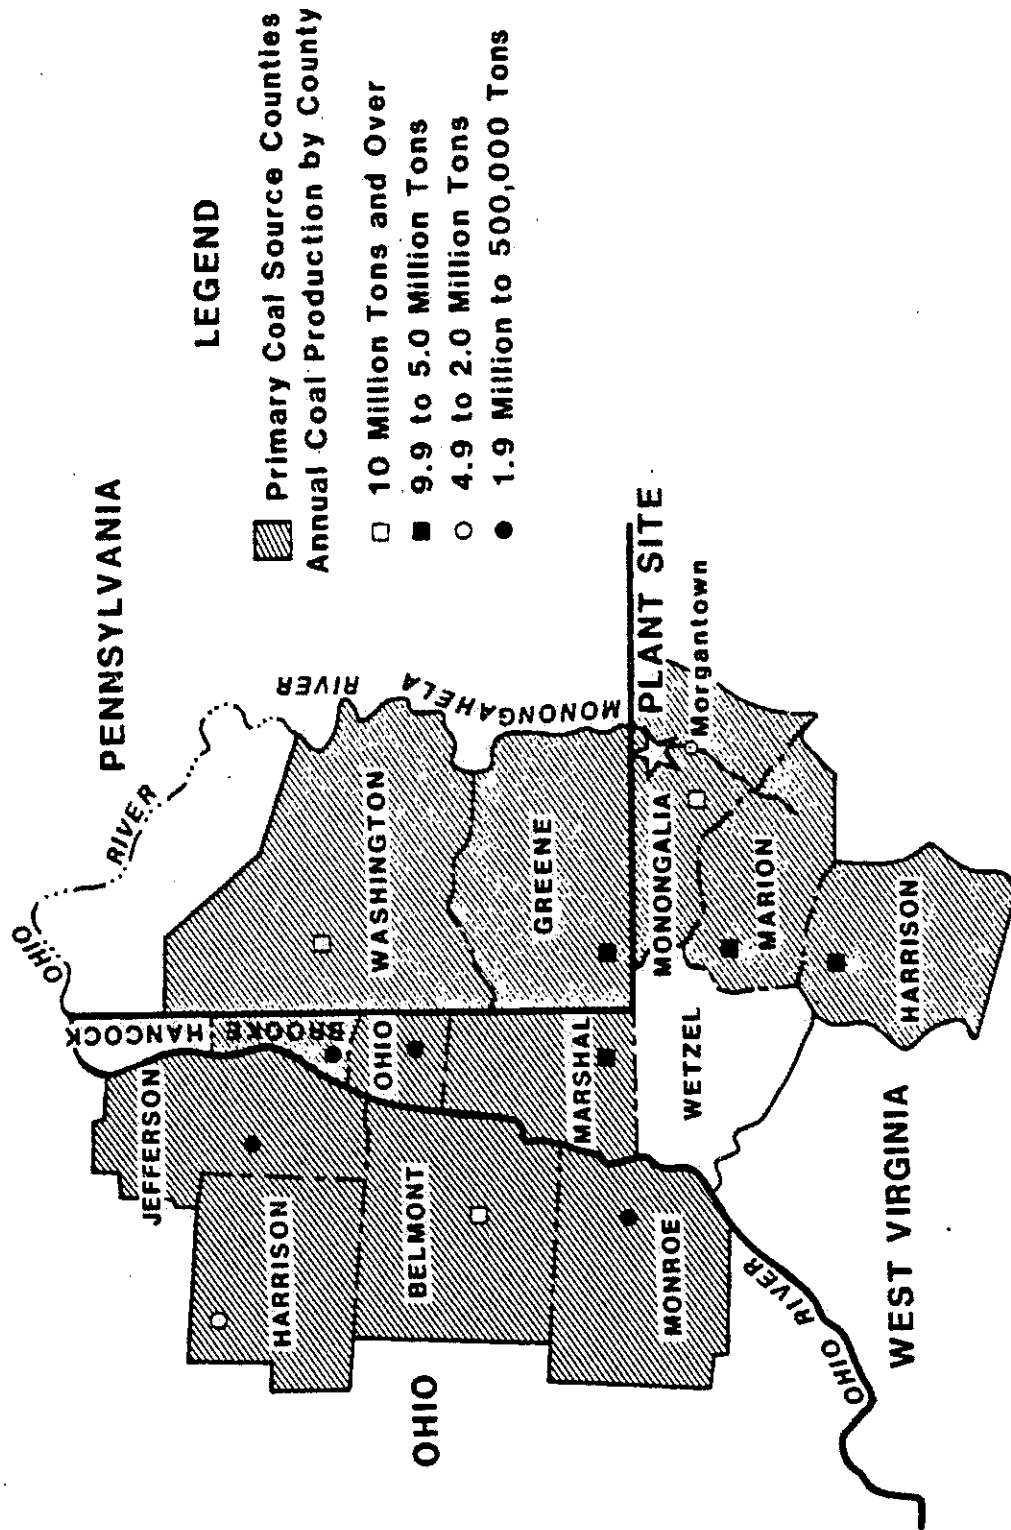 LEGEND
Primary Coal Source Counties
Annual Coal Production by County
10 Million Tons and Over
9.9 to 5.0 Million Tons
4.9 to 2.0 Million Tons
1.9 Million to 500,000 Tons
PENNSYLVANIA
OHIO
RIVER
RIVER
MONONGAHELA
HANCOCK
BROOKE
OHIO
MARSHAL
WASHINGTON
GREENE
JEFFERSON
HARRISON
BELMONT
MONROE
OHIO
PLANT SITE
Morgantown
MONONGALIA
MARION
HARRISON
WETZEL
WEST VIRGINIA
OHIO RIVER